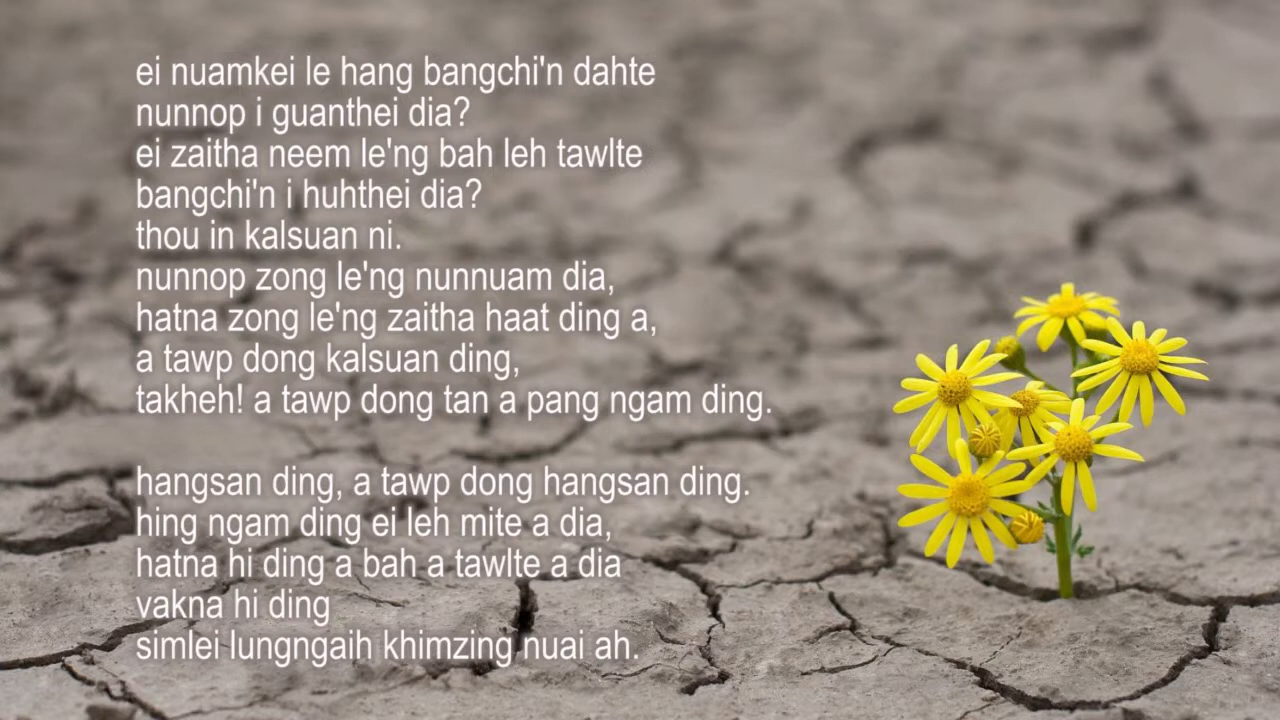 ei nuamkei le hang bangchi'n dahte
nunnop i guanthei dia?
ei zaitha neem le'ng bah leh tawlte
bangchi'n i huhthei dia?
thou in kalsuan ni.
nunnop zong le'ng nunnuam dia,
hatna zong le'ng zaitha haat ding a,
a tawp dong kalsuan ding,
takheh! a tawp dong tan a pang ngam ding.

hangsan ding, a tawp dong hangsan ding.
hing ngam ding ei leh mite a dia,
hatna hi ding a bah a tawlte a dia
vakna hi ding
simlei lungngaih khimzing nuai ah.